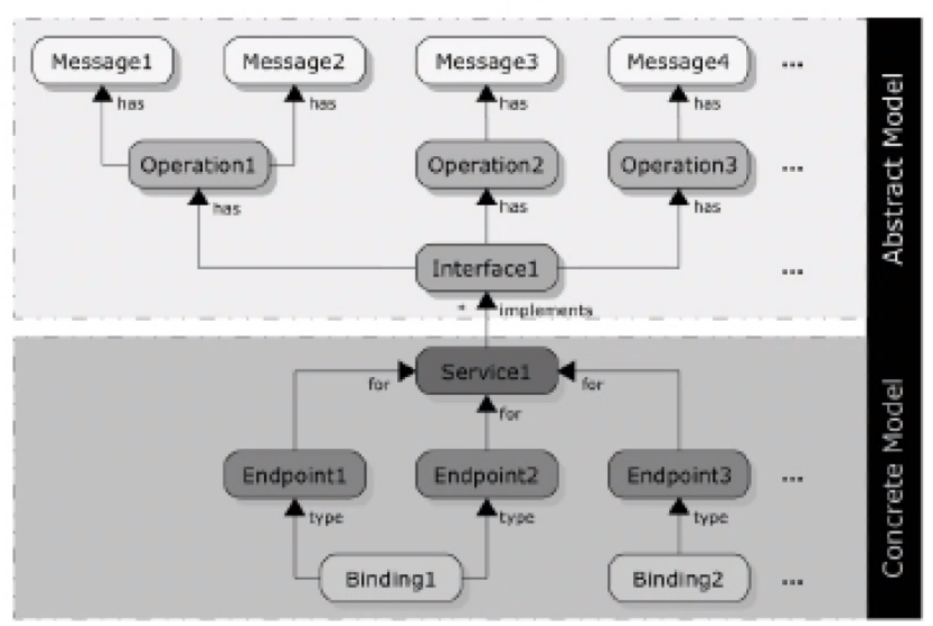 Message1 Message2 Message3 Message4 ...
has has has has
Operation1 Operation2 Operation3 ...
has has has
Interface1 ...
* implements
Service1
for for
for
Endpoint1 Endpoint2 Endpoint3 ...
type type type
Binding1 Binding2 ...
Abstract Model
Concrete Model